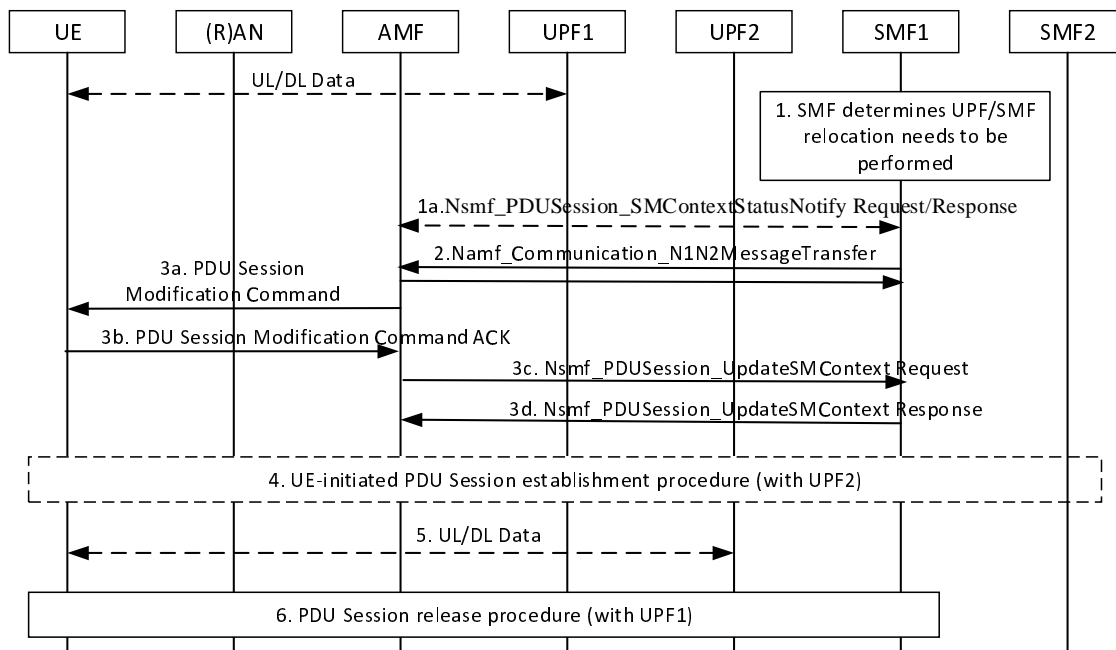 UE
(R)AN
AMF
UPF1
UPF2
SMF1
SMF2
UL/DL Data
1. SMF determines UPF/SMF
relocation needs to be
performed
1a.Nsmf_PDUSession_SMContextStatusNotify Request/Response
2.Namf_Communication_N1N2MessageTransfer
3a. PDU Session
Modification Command
3b. PDU Session Modification Command ACK
3c. Nsmf_PDUSession_UpdateSMContext Request
3d. Nsmf_PDUSession_UpdateSMContext Response
4. UE-initiated PDU Session establishment procedure (with UPF2)
5. UL/DL Data
6. PDU Session release procedure (with UPF1)